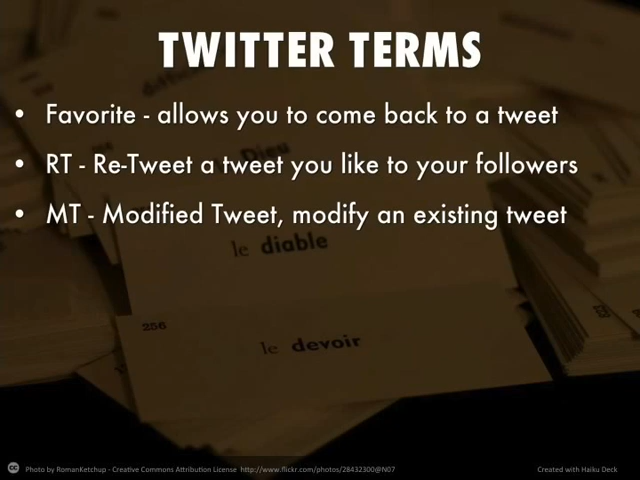 TWITTER TERMS
• Favorite - allows you to come back to a tweet
• RT - Re-Tweet a tweet you like to your followers
• MT - Modified Tweet, modify an existing tweet
le diable
256
le devoir
Photo by RomanKetchup - Creative Commons Attribution License http://www.flickr.com/photos/28432300@N07
Created with Haiku Deck